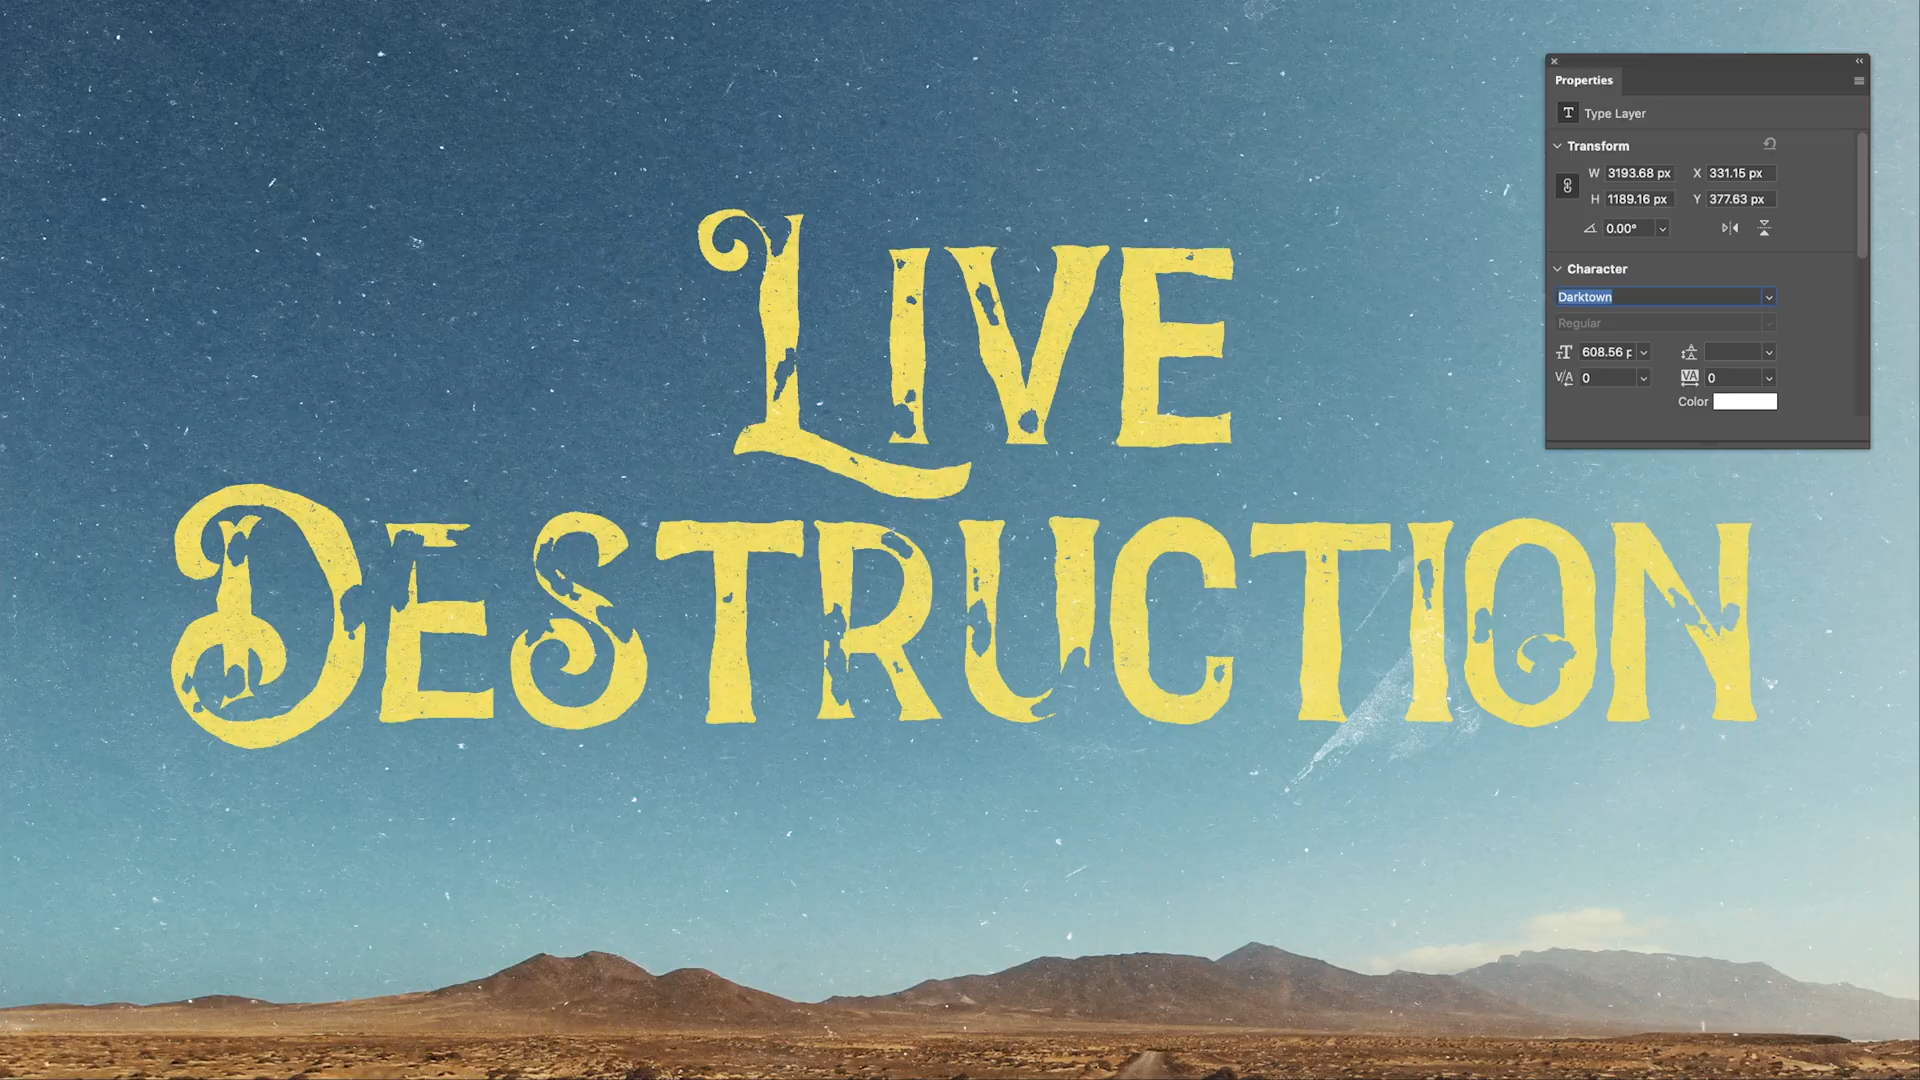 LIVE
DESTRUCTION
Properties
T Type Layer
Transform
W 3193.68 px X 331.15 px
H 1189.16 px Y 377.63 px
0.00°
Character
Darktown
Regular
608.56 p
0 0
Color